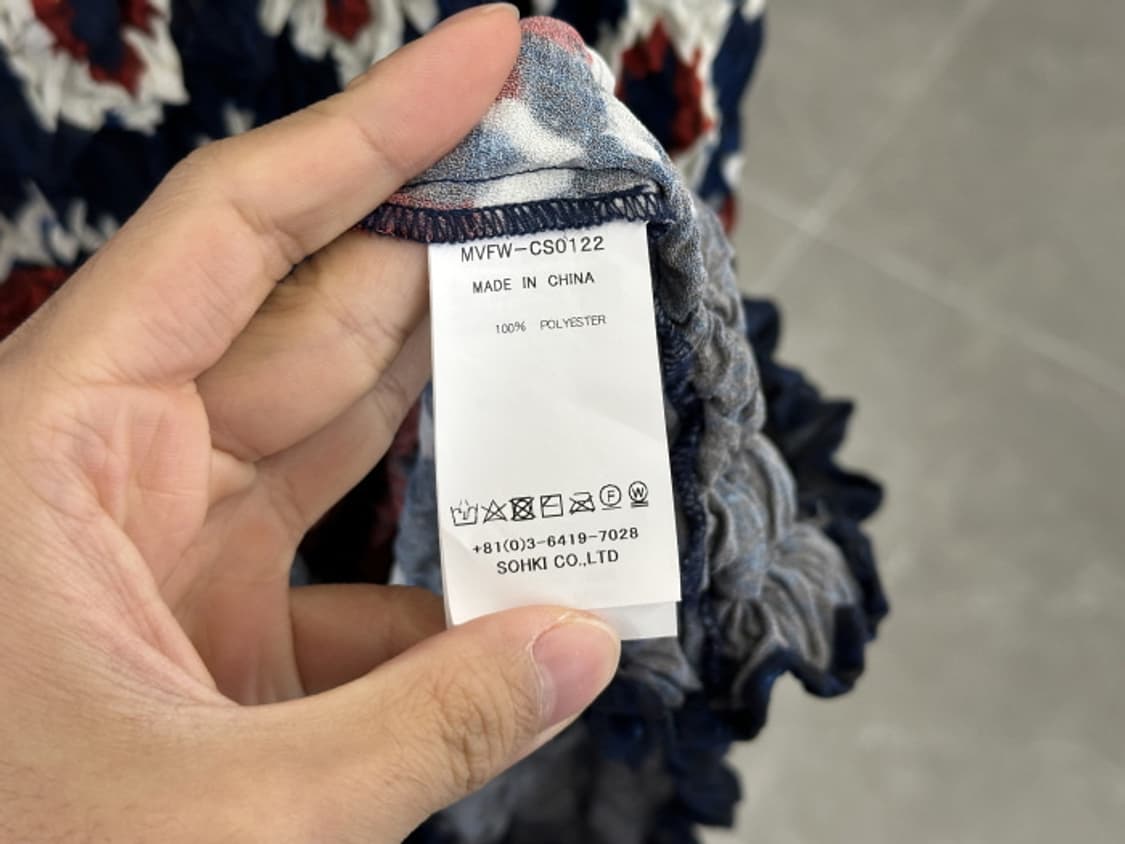 MVFW-CS0122
MADE IN CHINA
100% POLYESTER
F W
+81(0)3-6419-7028
SOHKI CO.,LTD